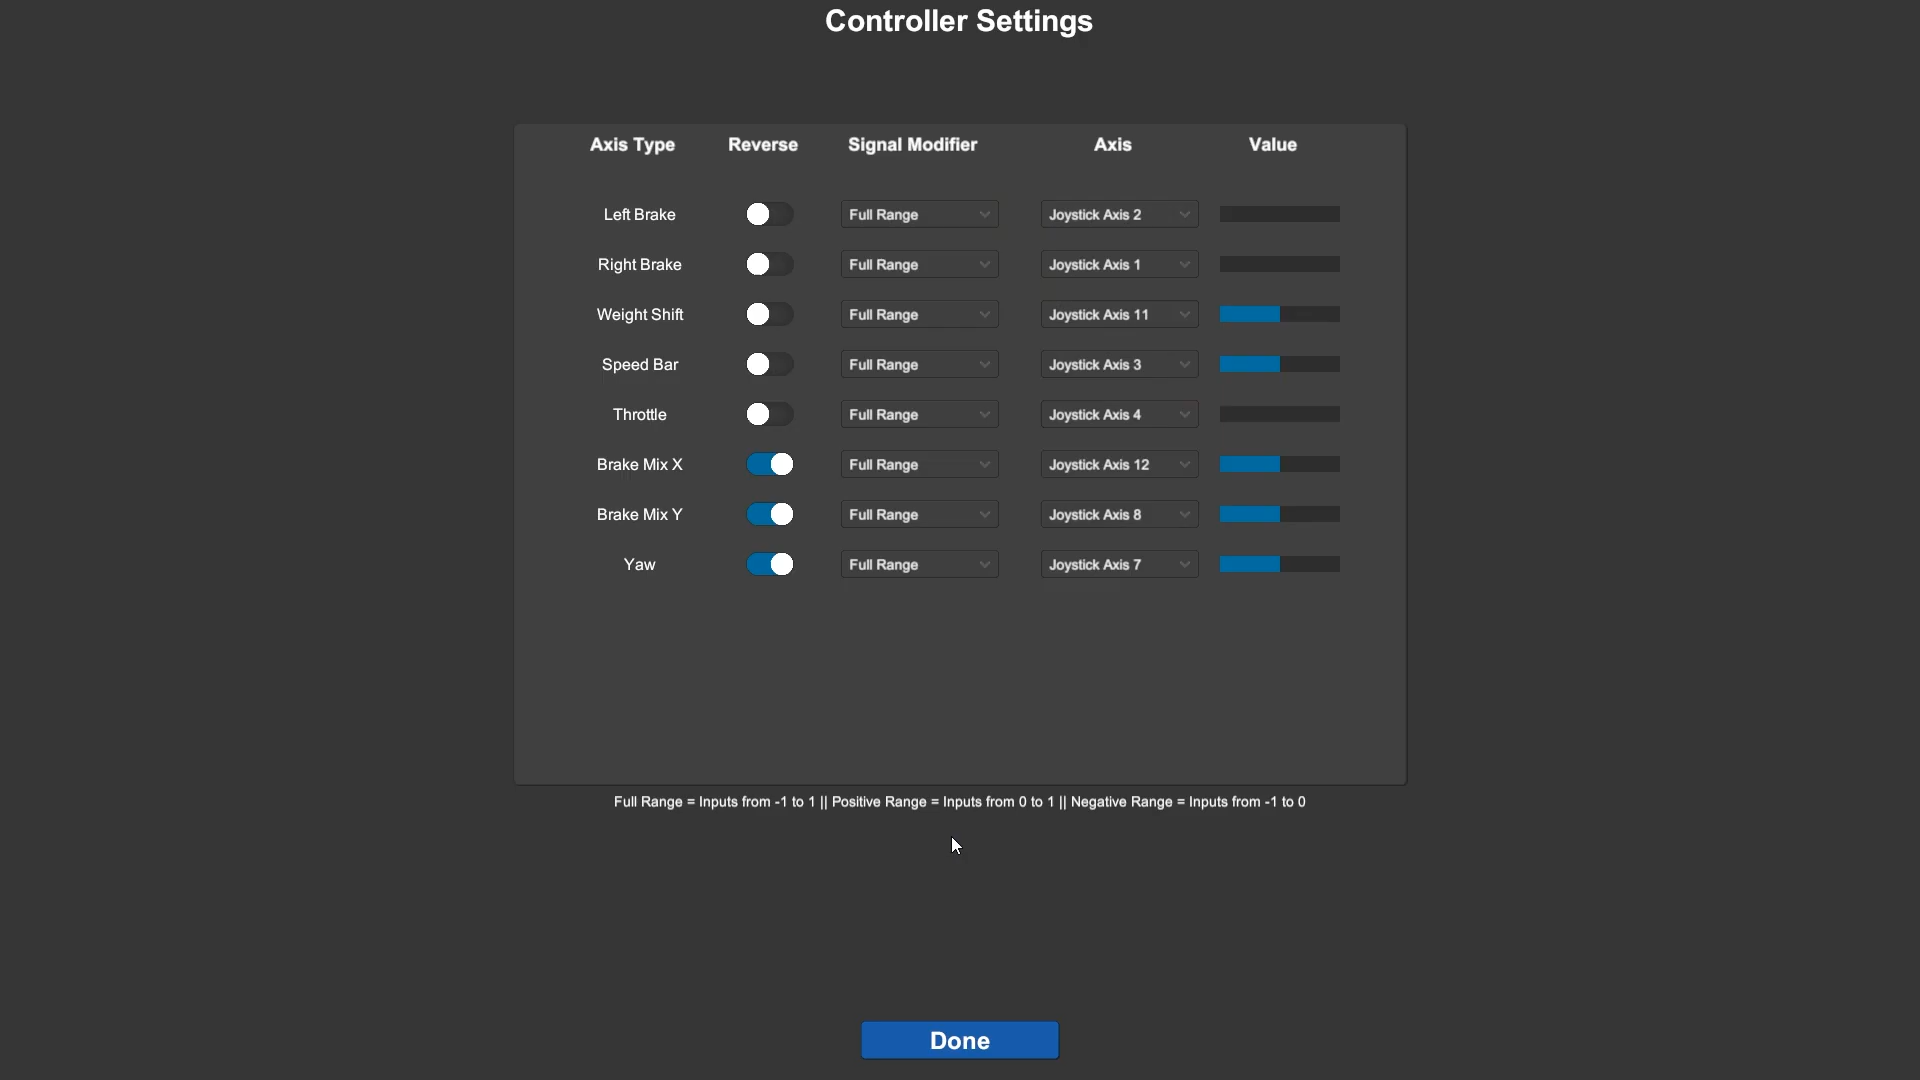 Controller Settings
Axis Type Reverse Signal Modifier Axis Value
Left Brake Full Range Joystick Axis 2
Right Brake Full Range Joystick Axis 1
Weight Shift Full Range Joystick Axis 11
Speed Bar Full Range Joystick Axis 3
Throttle Full Range Joystick Axis 4
Brake Mix X Full Range Joystick Axis 12
Brake Mix Y Full Range Joystick Axis 8
Yaw Full Range Joystick Axis 7
Full Range = Inputs from -1 to 1 || Positive Range = Inputs from 0 to 1 || Negative Range = Inputs from -1 to 0
Done